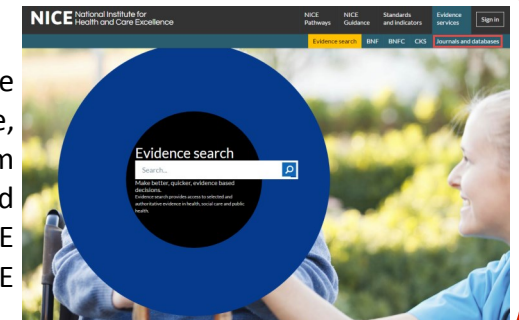 NICE National Institute for
Health and Care Excellence
NICE Pathways
NICE Guidance
Standards and indicators
Evidence services
Sign in
Evidence search BNF BNFC CKS Journals and databases
Evidence search
Search...
Make better, quicker, evidence based
decisions.
Evidence search provides access to selected and
authoritative evidence in health, social care and public
health.